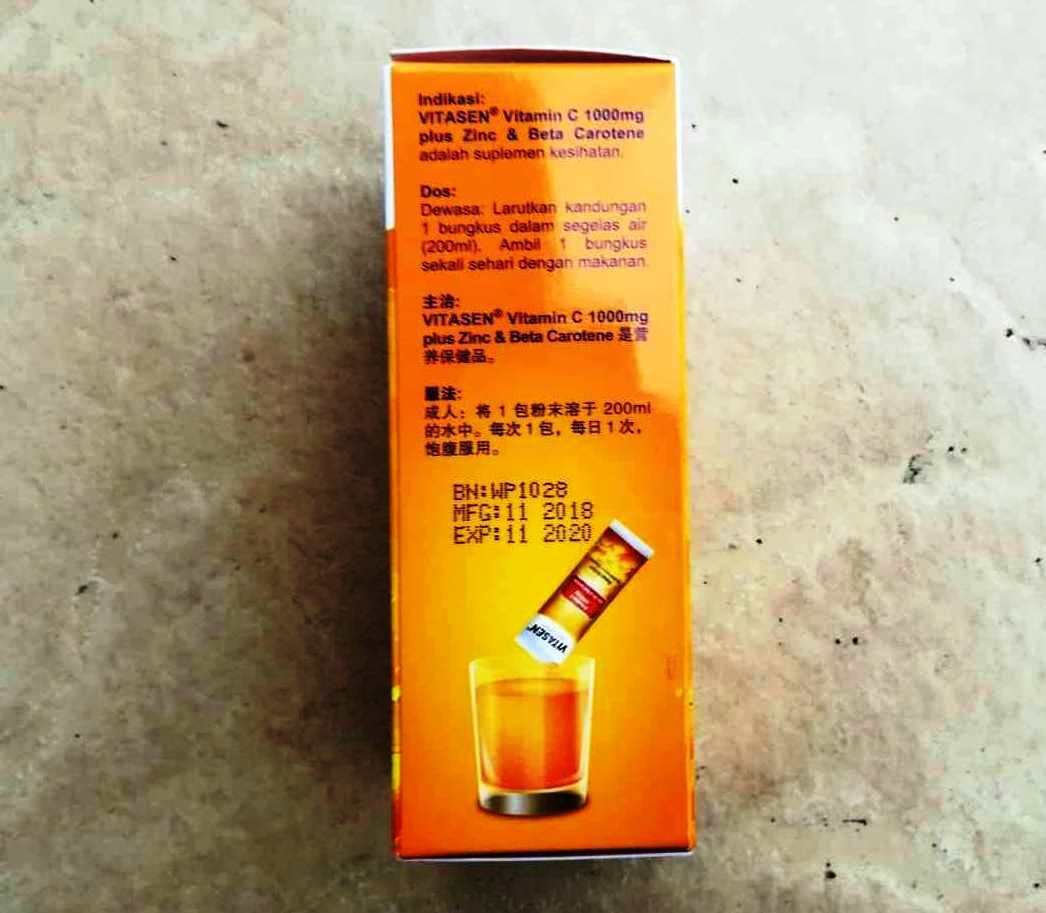 Indikasi:
VITASEN® Vitamin C 1000mg
plus Zinc & Beta Carotene
adalah suplemen kesihatan.
Dos:
Dewasa: Larutkan kandungan
1 bungkus dalam segelas air
(200ml). Ambil 1 bungkus
sekali sehari dengan makanan.
主治:
VITASEN® Vitamin C 1000mg
plus Zinc & Beta Carotene 是营
养保健品。
服法:
成人: 将 1 包粉末溶于 200ml
的水中。每次 1 包, 每日 1 次,
饱腹服用。
BN:WP1028
MFG:11 2018
EXP:11 2020
VITASEN®